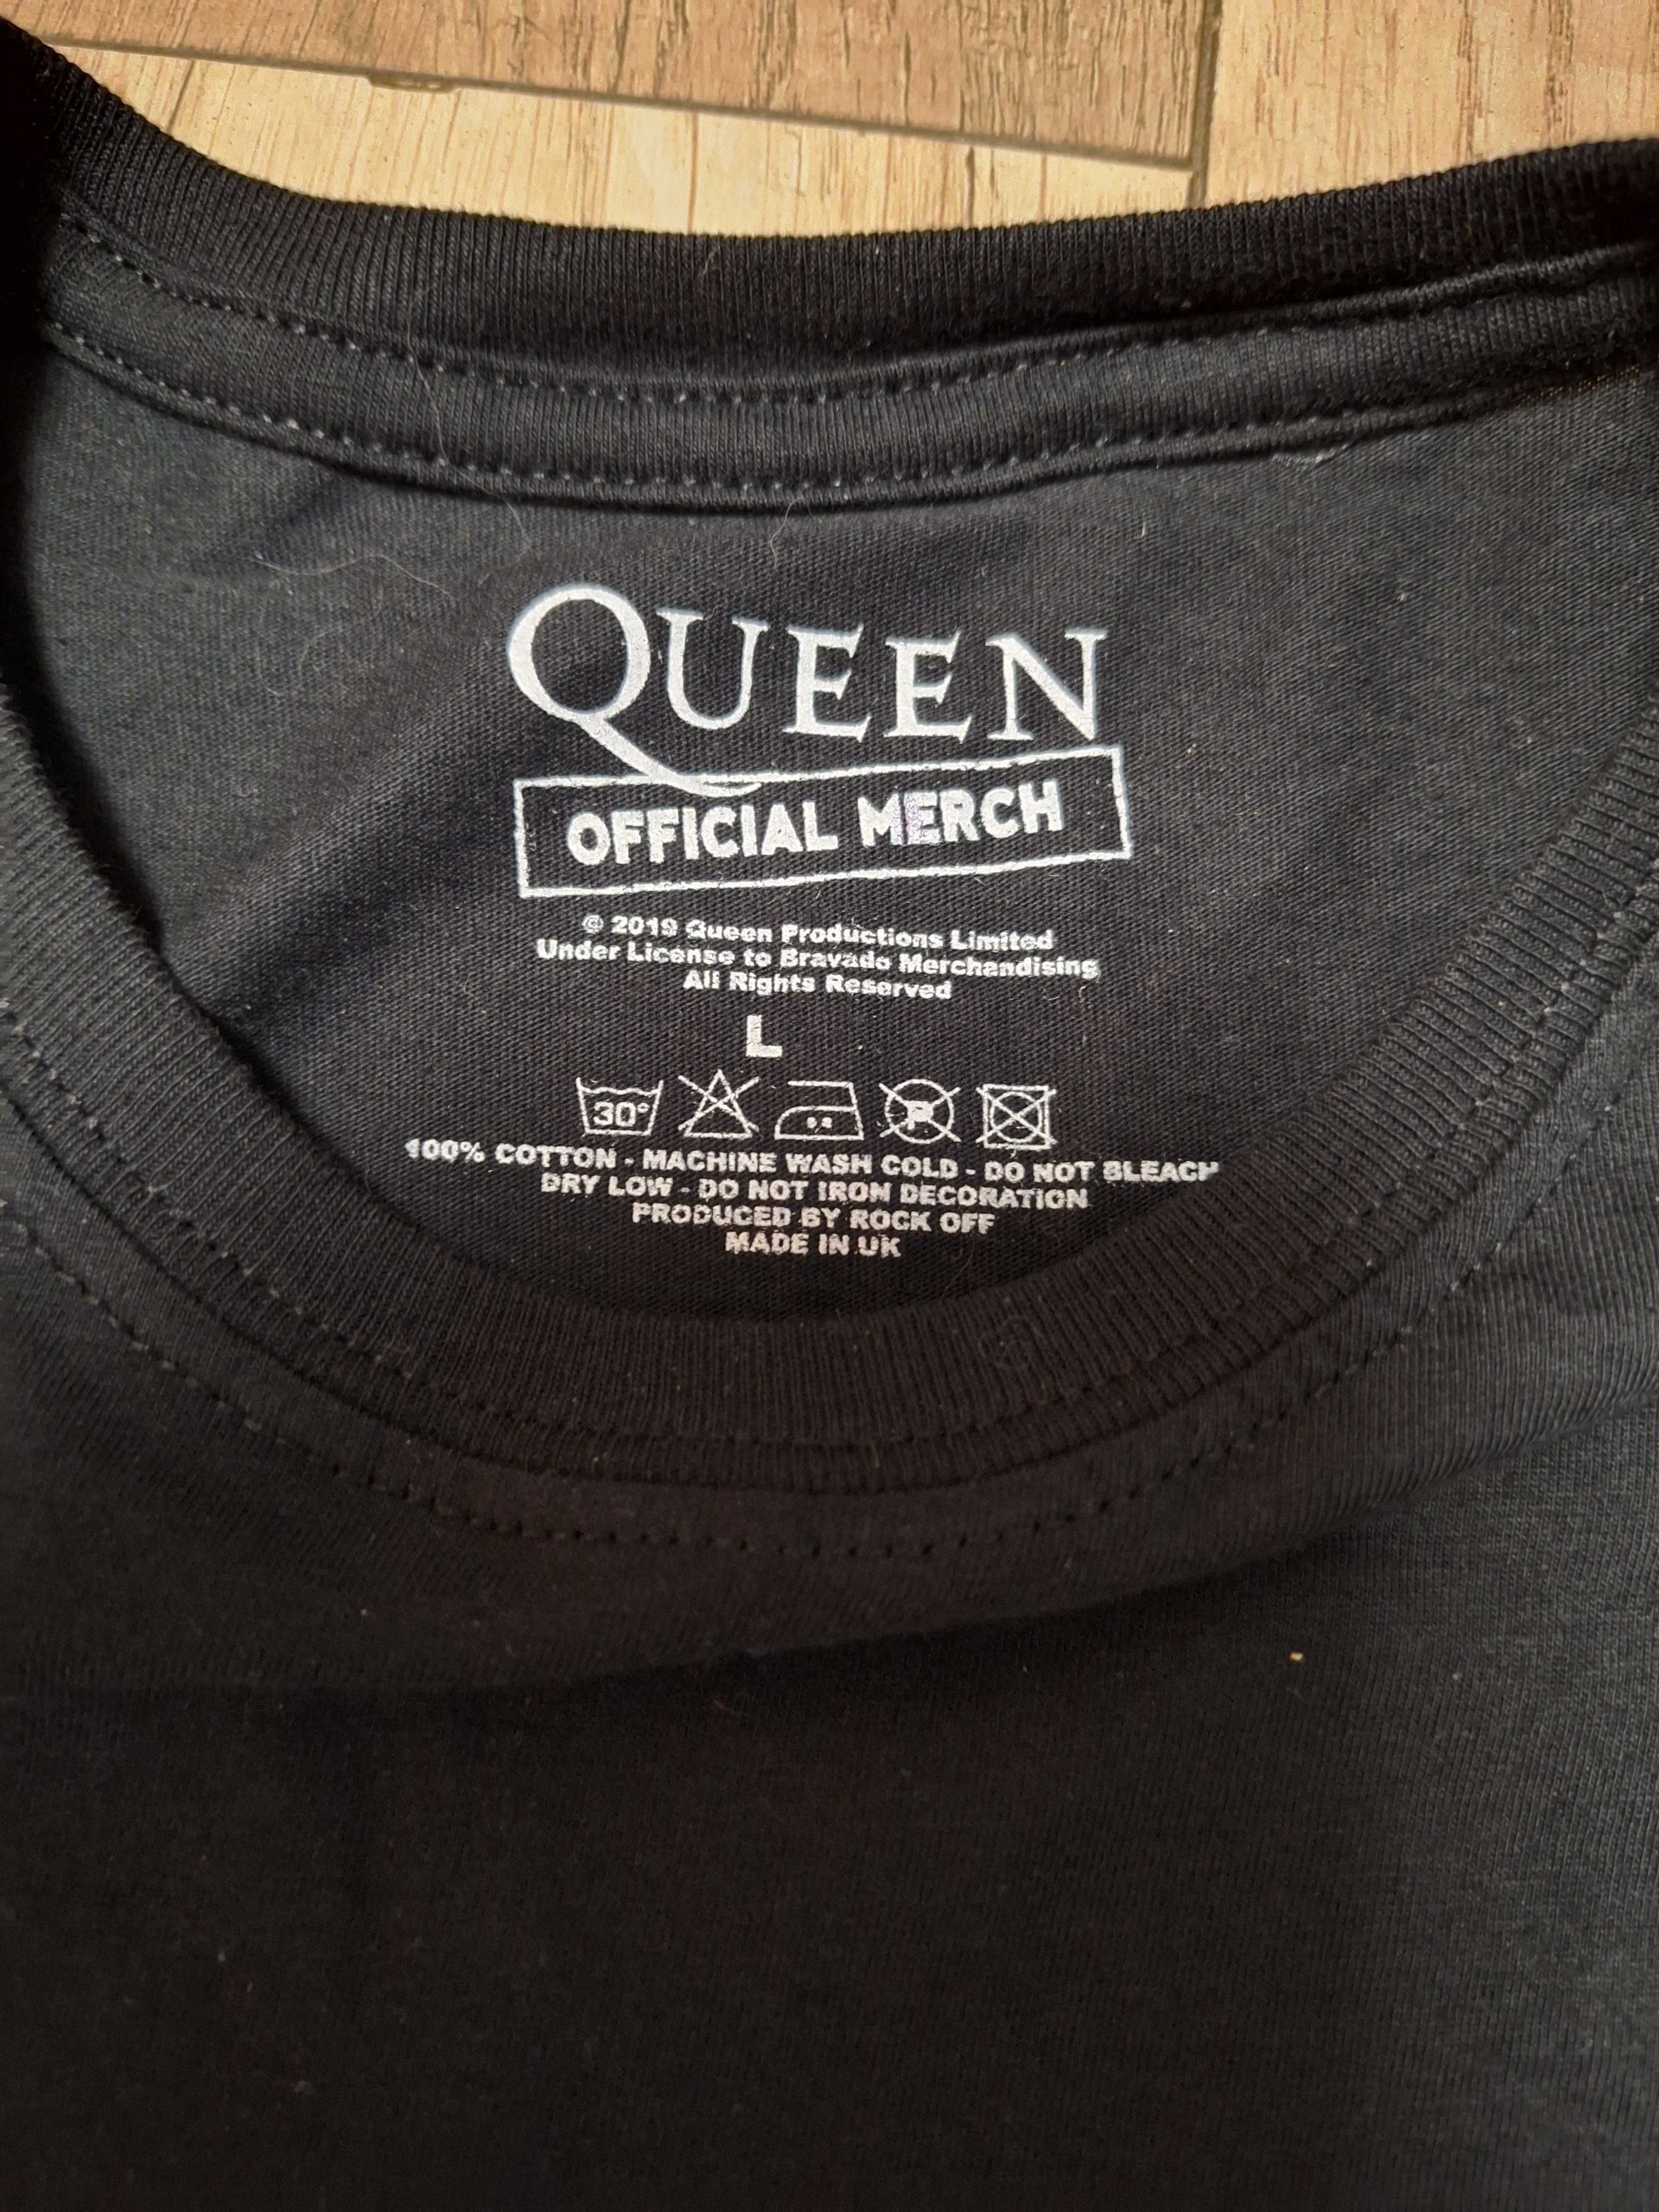 QUEEN
OFFICIAL MERCH
© 2019 Queen Productions Limited
Under License to Bravado Merchandising
All Rights Reserved
L
30° P
100% COTTON - MACHINE WASH COLD - DO NOT BLEACH
DRY LOW - DO NOT IRON DECORATION
PRODUCED BY ROCK OFF
MADE IN UK